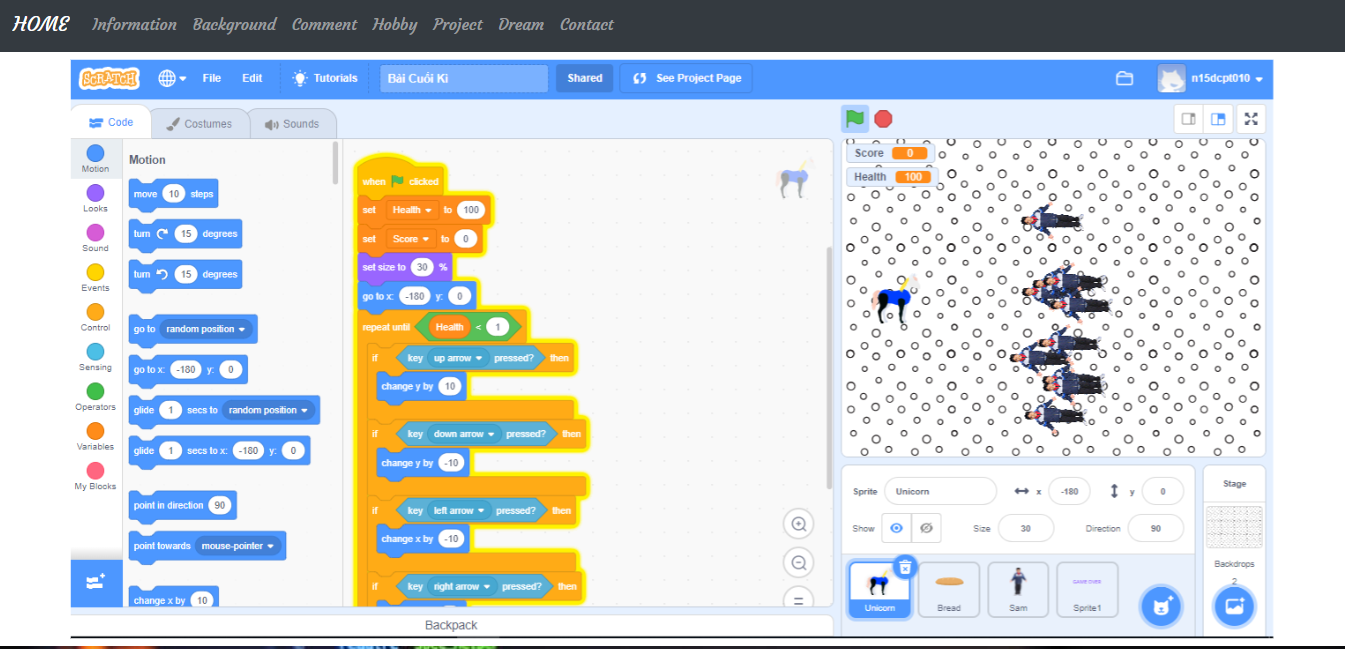 HOME Information Background Comment Hobby Project Dream Contact
SCRATCH File Edit Tutorials Bài Cuối Kì Shared See Project Page n15dcpt010
Code Costumes Sounds
Motion
Looks
Sound
Events
Control
Sensing
Operators
Variables
My Blocks
Motion
move 10 steps
turn 15 degrees
turn 15 degrees
go to random position
go to x: -180 y: 0
glide 1 secs to random position
glide 1 secs to x: -180 y: 0
point in direction 90
point towards mouse-pointer
change x by 10
when clicked
set Health to 100
set Score to 0
set size to 30 %
go to x: -180 y: 0
repeat until Health < 1
if key up arrow pressed? then
change y by 10
if key down arrow pressed? then
change y by -10
if key left arrow pressed? then
change x by -10
if key right arrow pressed? then
Backpack
Score 0
Health 100
Sprite Unicorn x -180 y 0
Show Size 30 Direction 90
Unicorn
Bread
Sam
GAME OVER
Sprite1
Stage
Backdrops
2